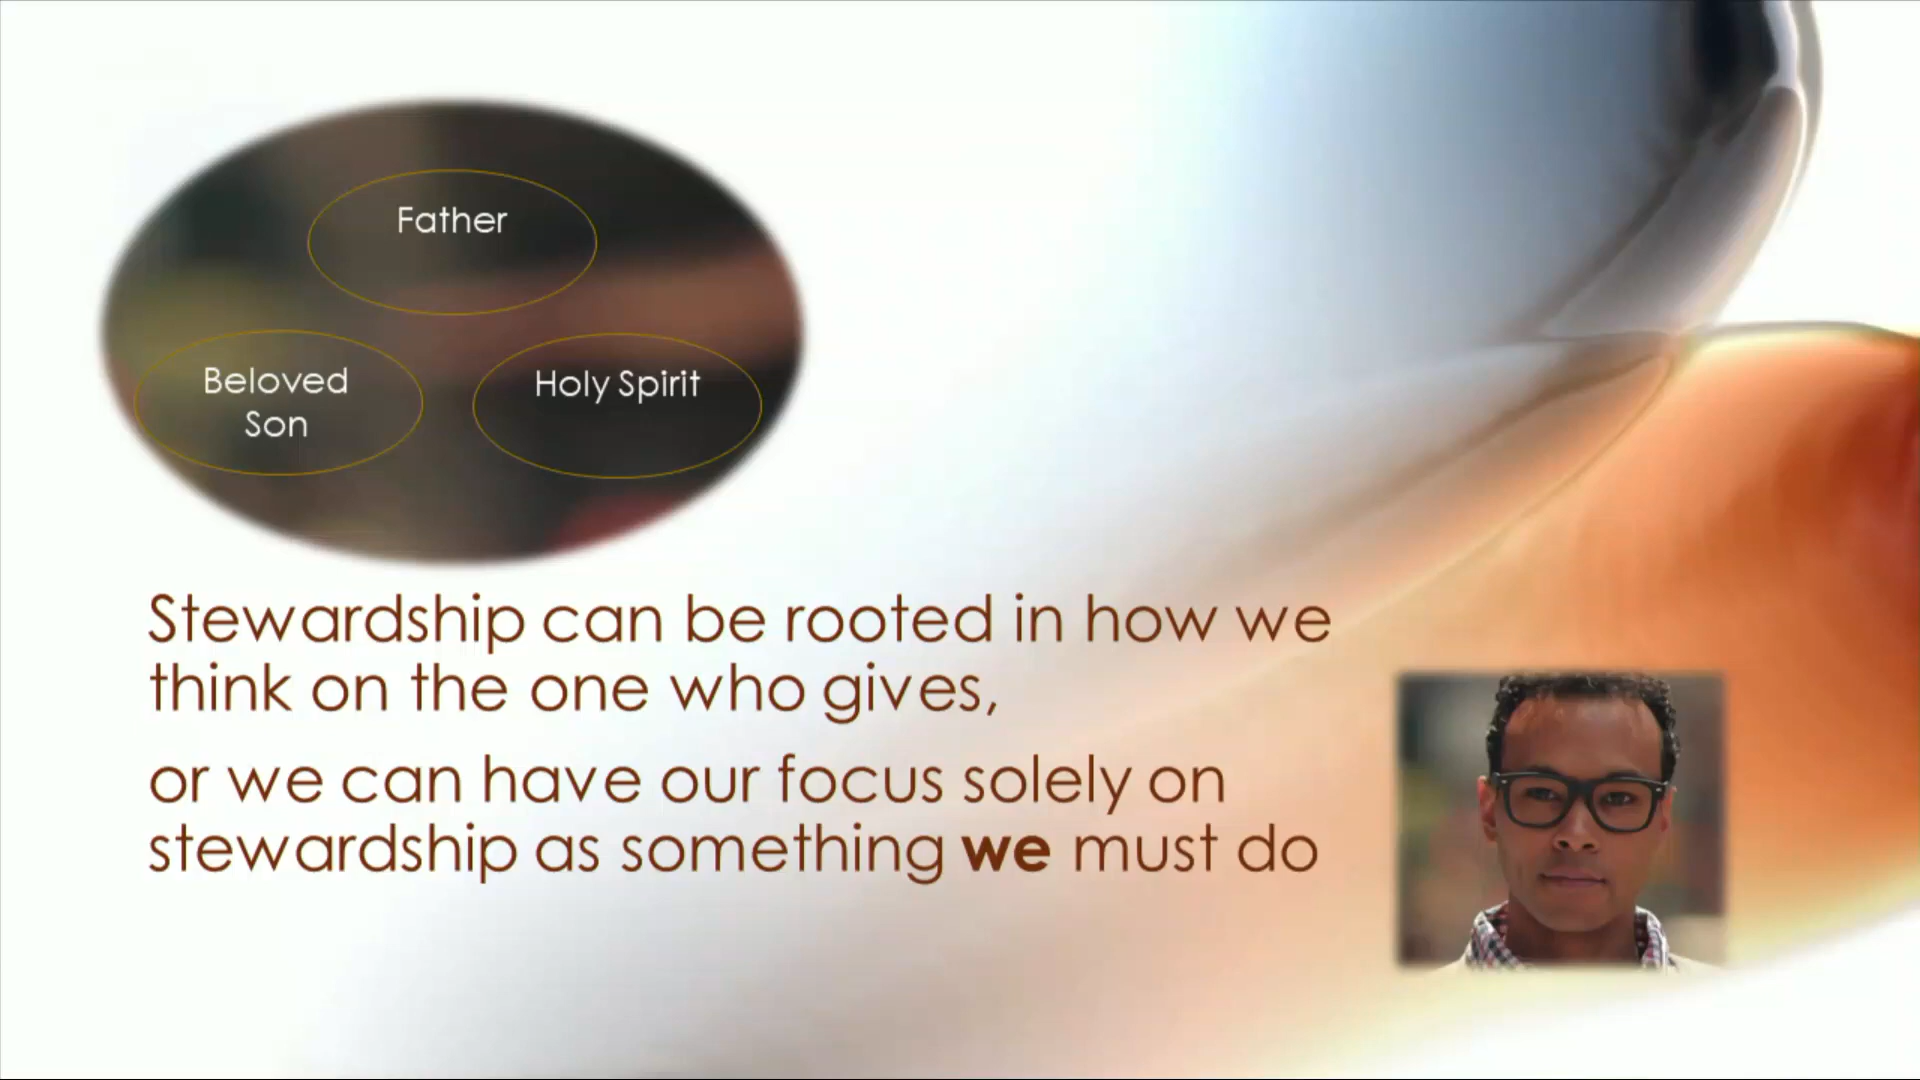 Father
Beloved
Son
Holy Spirit
Stewardship can be rooted in how we
think on the one who gives,
or we can have our focus solely on
stewardship as something we must do